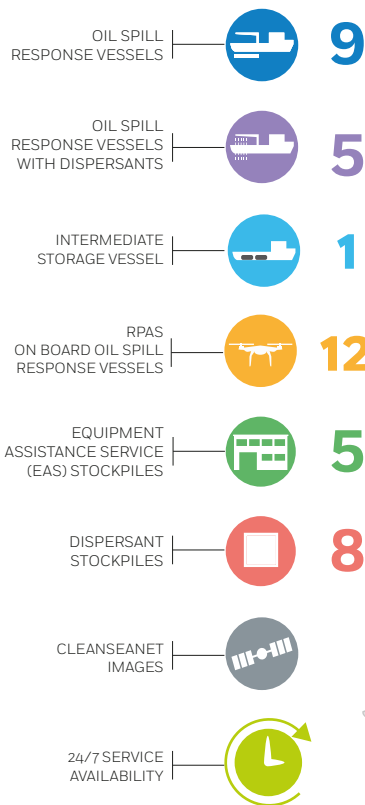 OIL SPILL
RESPONSE VESSELS
9
OIL SPILL
RESPONSE VESSELS
WITH DISPERSANTS
5
INTERMEDIATE
STORAGE VESSEL
1
RPAS
ON BOARD OIL SPILL
RESPONSE VESSELS
12
EQUIPMENT
ASSISTANCE SERVICE
(EAS) STOCKPILES
5
DISPERSANT
STOCKPILES
8
CLEANSEANET
IMAGES
24/7 SERVICE
AVAILABILITY